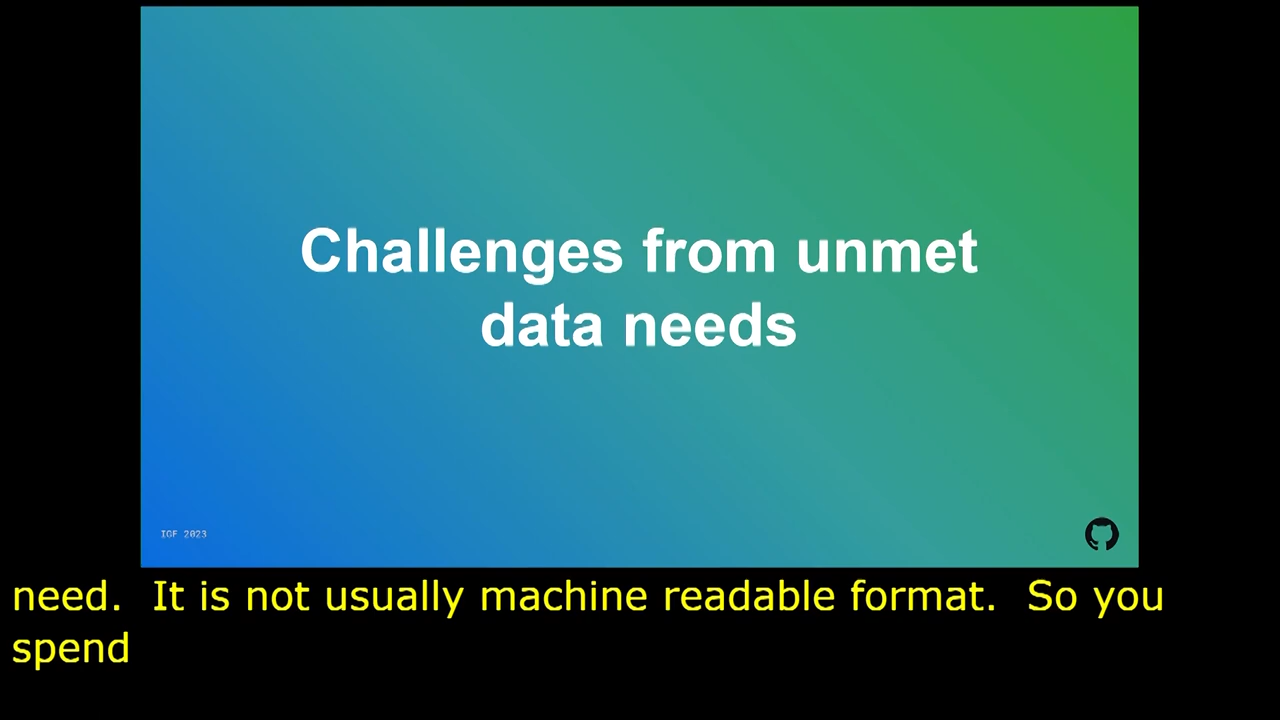 Challenges from unmet
data needs
IGF 2023
need.  It is not usually machine readable format.  So you
spend